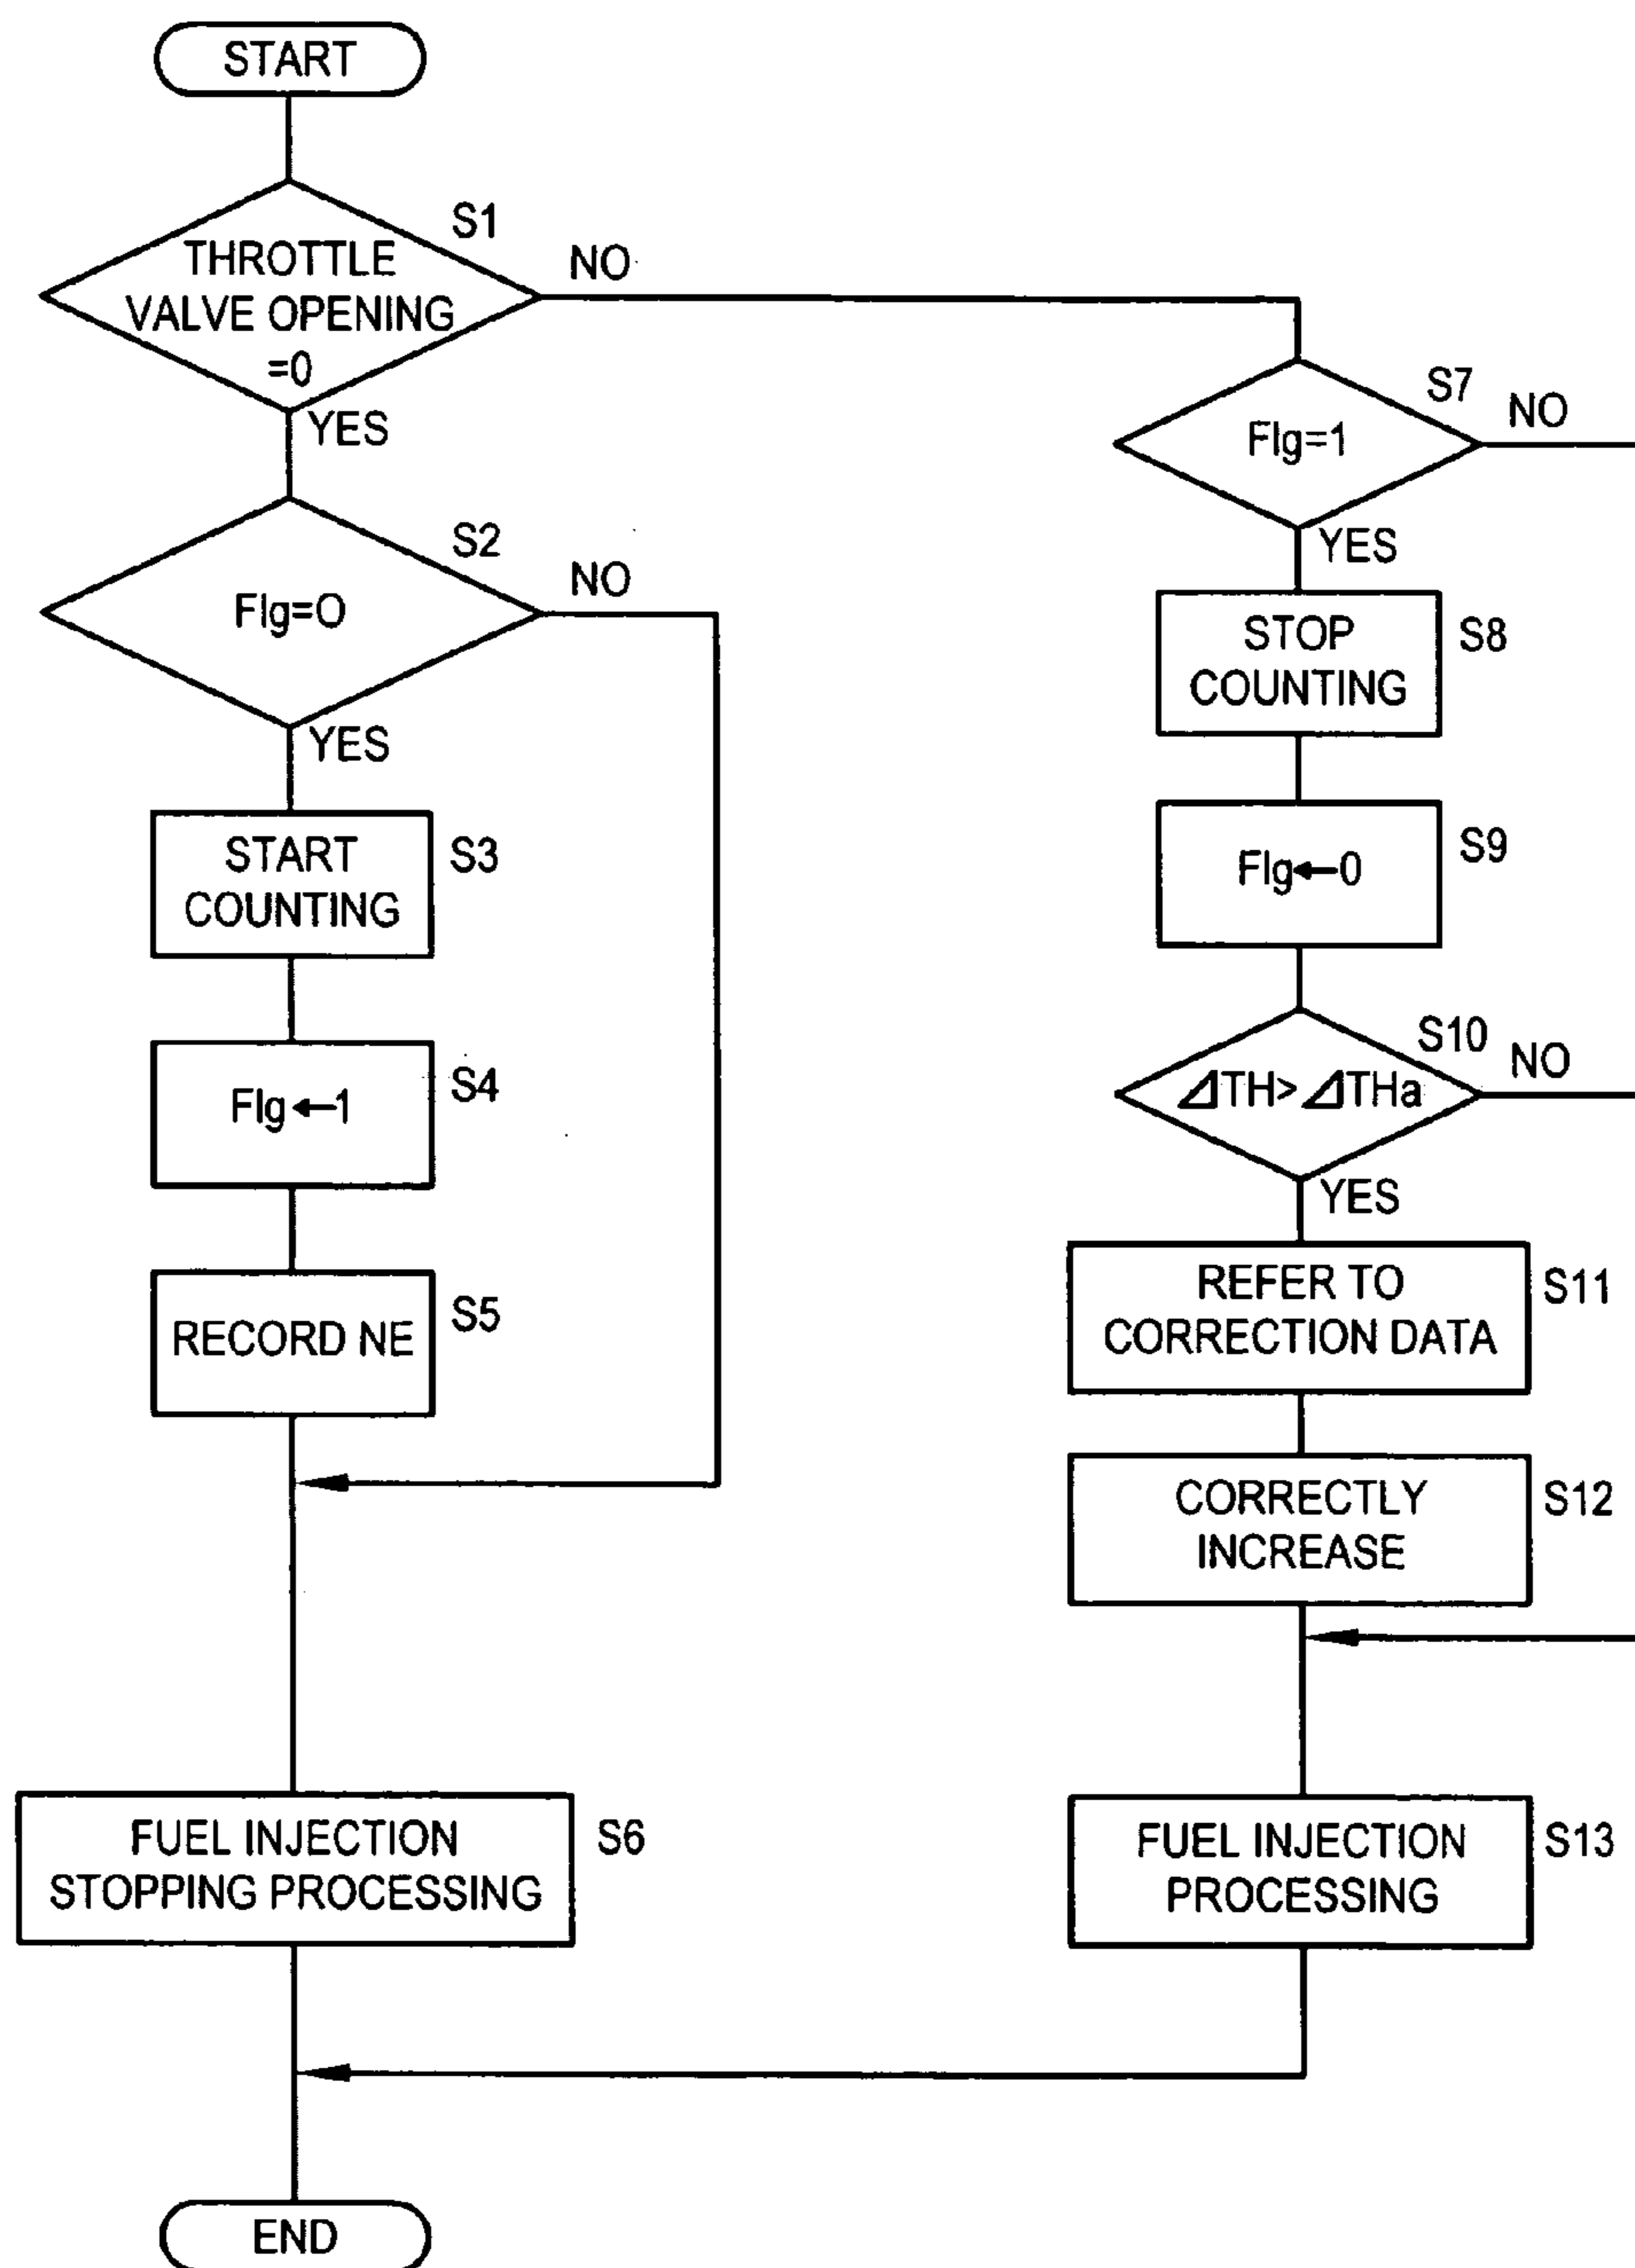 START
S1
THROTTLE
VALVE OPENING
=0
NO
YES
S2
Flg=O
NO
YES
START
COUNTING
S3
Flg←1
S4
RECORD NE
S5
FUEL INJECTION
STOPPING PROCESSING
S6
END
S7
Flg=1
NO
YES
STOP
COUNTING
S8
Flg←0
S9
S10
⊿TH> ⊿THa
NO
YES
REFER TO
CORRECTION DATA
S11
CORRECTLY
INCREASE
S12
FUEL INJECTION
PROCESSING
S13